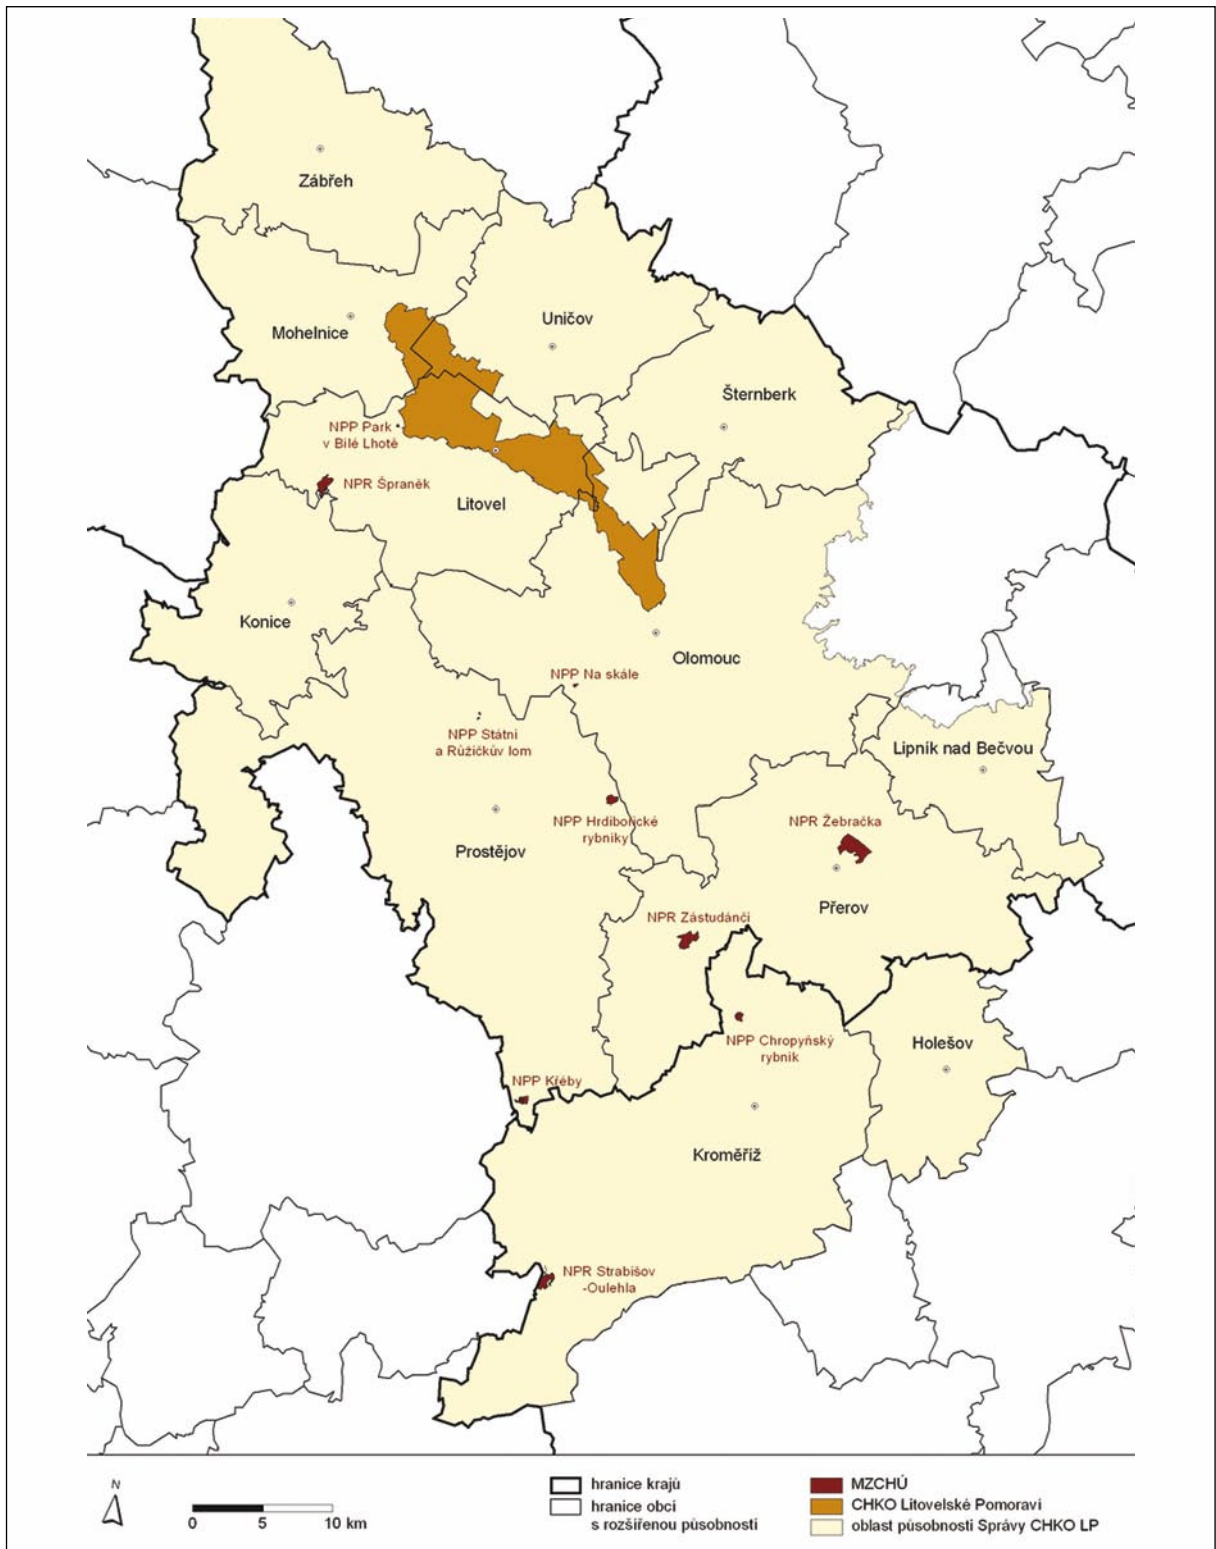 Zábřeh
Uničov
Mohelnice
Šternberk
NPP Park
v Bílé Lhotě
NPR Špraněk
Litovel
Konice
Olomouc
NPP Na skále
NPP Státní
a Růžičkův lom
Lipník nad Bečvou
NPP Hrdibořické
rybníky
NPR Žebračka
Prostějov
Přerov
NPR Zástudánčí
NPP Chropyňský
rybník
Holešov
NPP Křéby
Kroměříž
NPR Strabišov
-Oulehla
N
0 5 10 km
hranice krajů
hranice obcí
s rozšířenou působností
MZCHÚ
CHKO Litovelské Pomoraví
oblast působnosti Správy CHKO LP